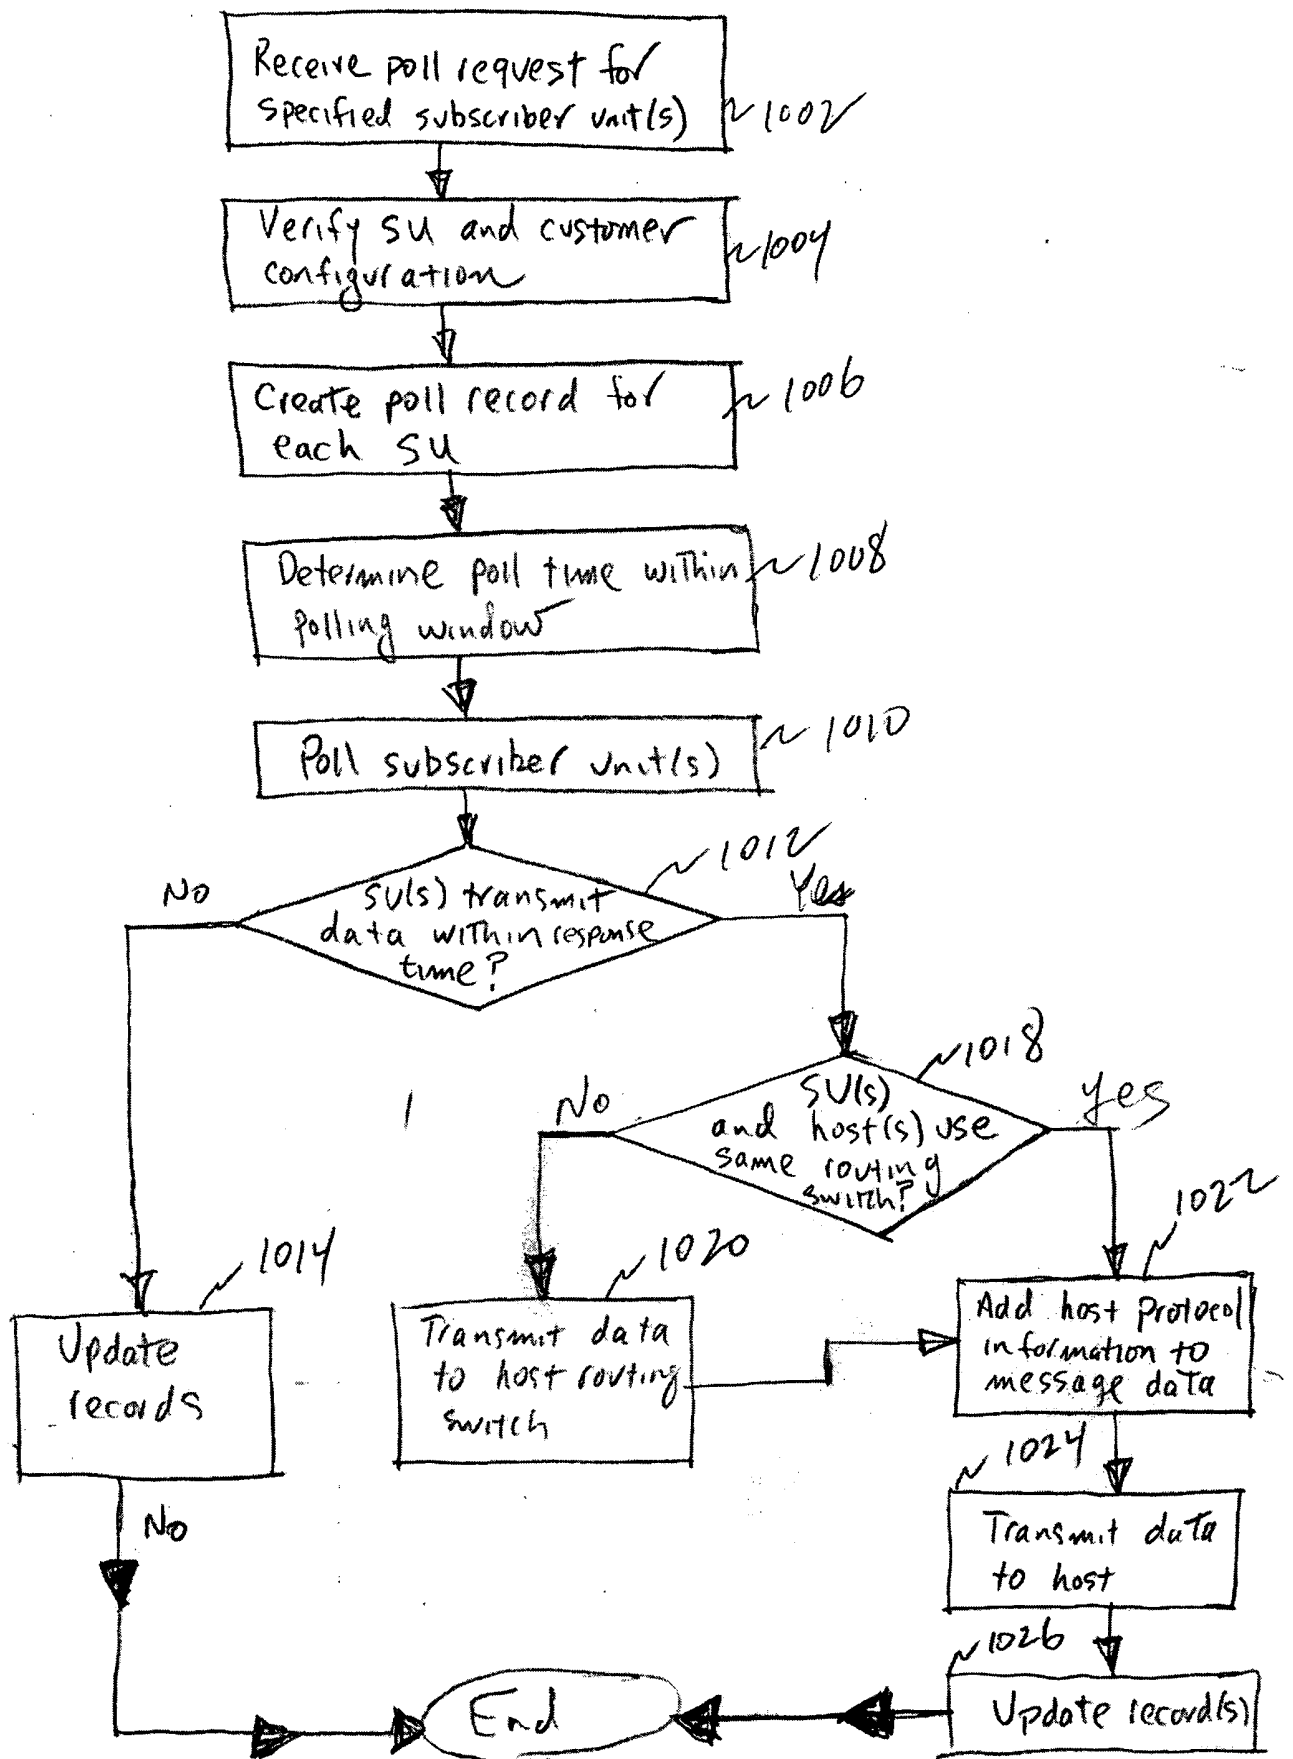 Receive poll request for
specified subscriber unit(s)
1002
Verify SU and customer
configuration
1004
Create poll record for
each SU
1006
Determine poll time within
polling window
1008
Poll subscriber unit(s)
1010
1012
No
Yes
SU(s) transmit
data within response
time?
1018
No
yes
SU(s)
and host(s) use
same routing
switch?
1014
Update
records
1020
Transmit data
to host routing
switch
1022
Add host protocol
information to
message data
1024
Transmit data
to host
No
1026
Update record(s)
End